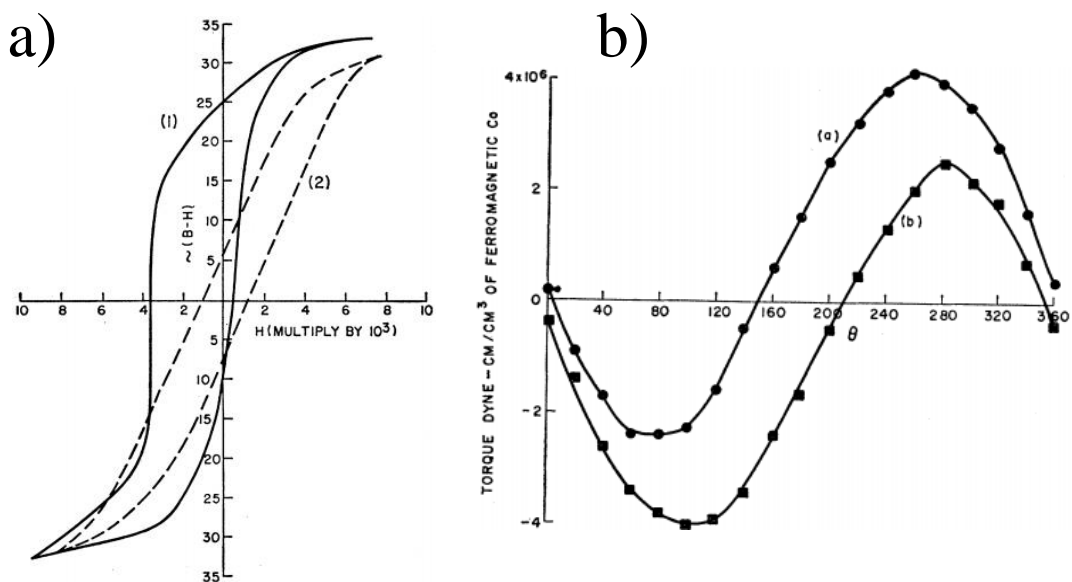 a)
35
30
25
20
15
10
5
(1)
(2)
~(B-H)
10 8 6 4 2 0 2 4 6 8 10
H (MULTIPLY BY 10³)
5
10
15
20
25
30
35
b)
TORQUE DYNE-CM/CM³ OF FERROMAGNETIC Co
4x10⁶
2
0
-2
-4
(a)
(b)
40 80 120 160 200 240 280 320 360
θ